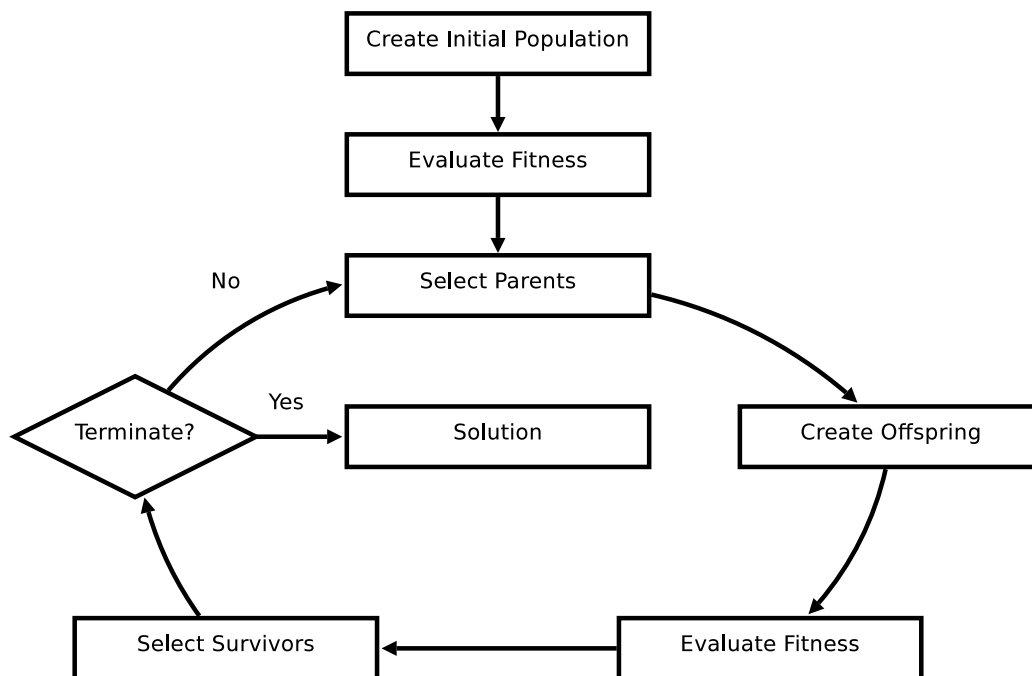 Create Initial Population
Evaluate Fitness
Select Parents
No
Yes
Terminate?
Solution
Create Offspring
Select Survivors
Evaluate Fitness